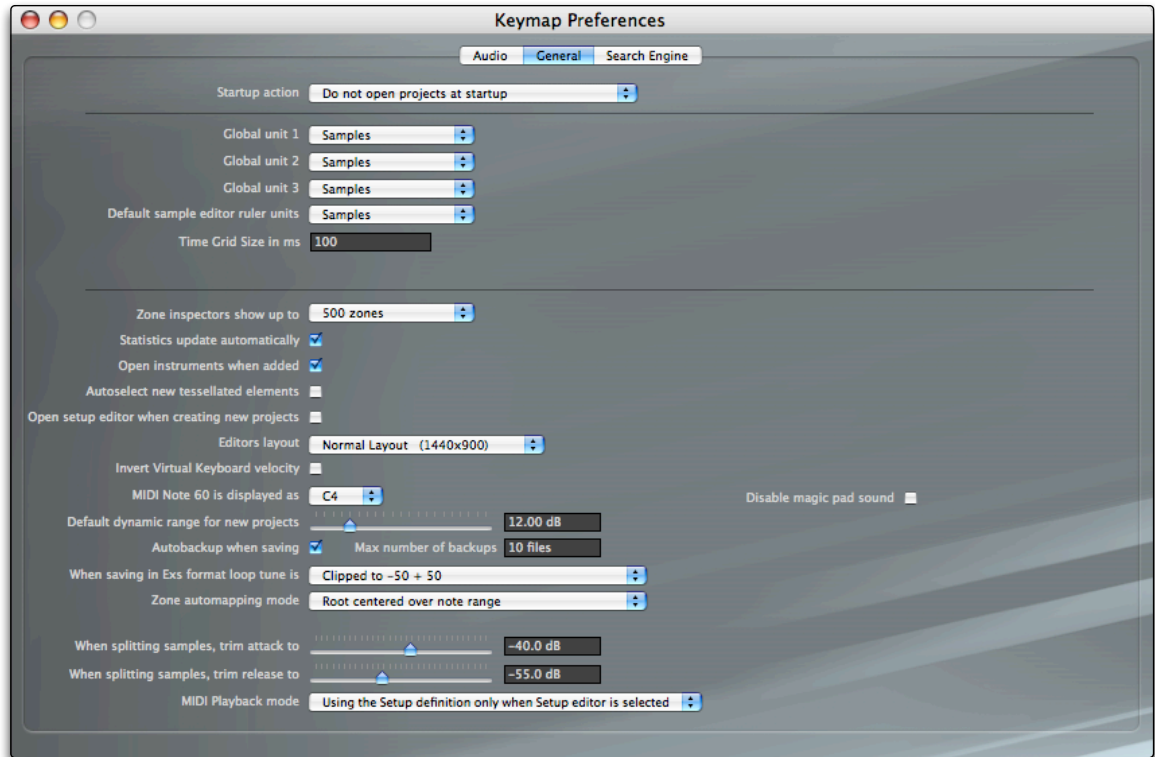 Keymap Preferences
Audio General Search Engine
Startup action Do not open projects at startup
Global unit 1 Samples
Global unit 2 Samples
Global unit 3 Samples
Default sample editor ruler units Samples
Time Grid Size in ms 100
Zone inspectors show up to 500 zones
Statistics update automatically
Open instruments when added
Autoselect new tessellated elements
Open setup editor when creating new projects
Editors layout Normal Layout (1440x900)
Invert Virtual Keyboard velocity
MIDI Note 60 is displayed as C4 Disable magic pad sound
Default dynamic range for new projects 12.00 dB
Autobackup when saving Max number of backups 10 files
When saving in Exs format loop tune is Clipped to -50 + 50
Zone automapping mode Root centered over note range
When splitting samples, trim attack to -40.0 dB
When splitting samples, trim release to -55.0 dB
MIDI Playback mode Using the Setup definition only when Setup editor is selected